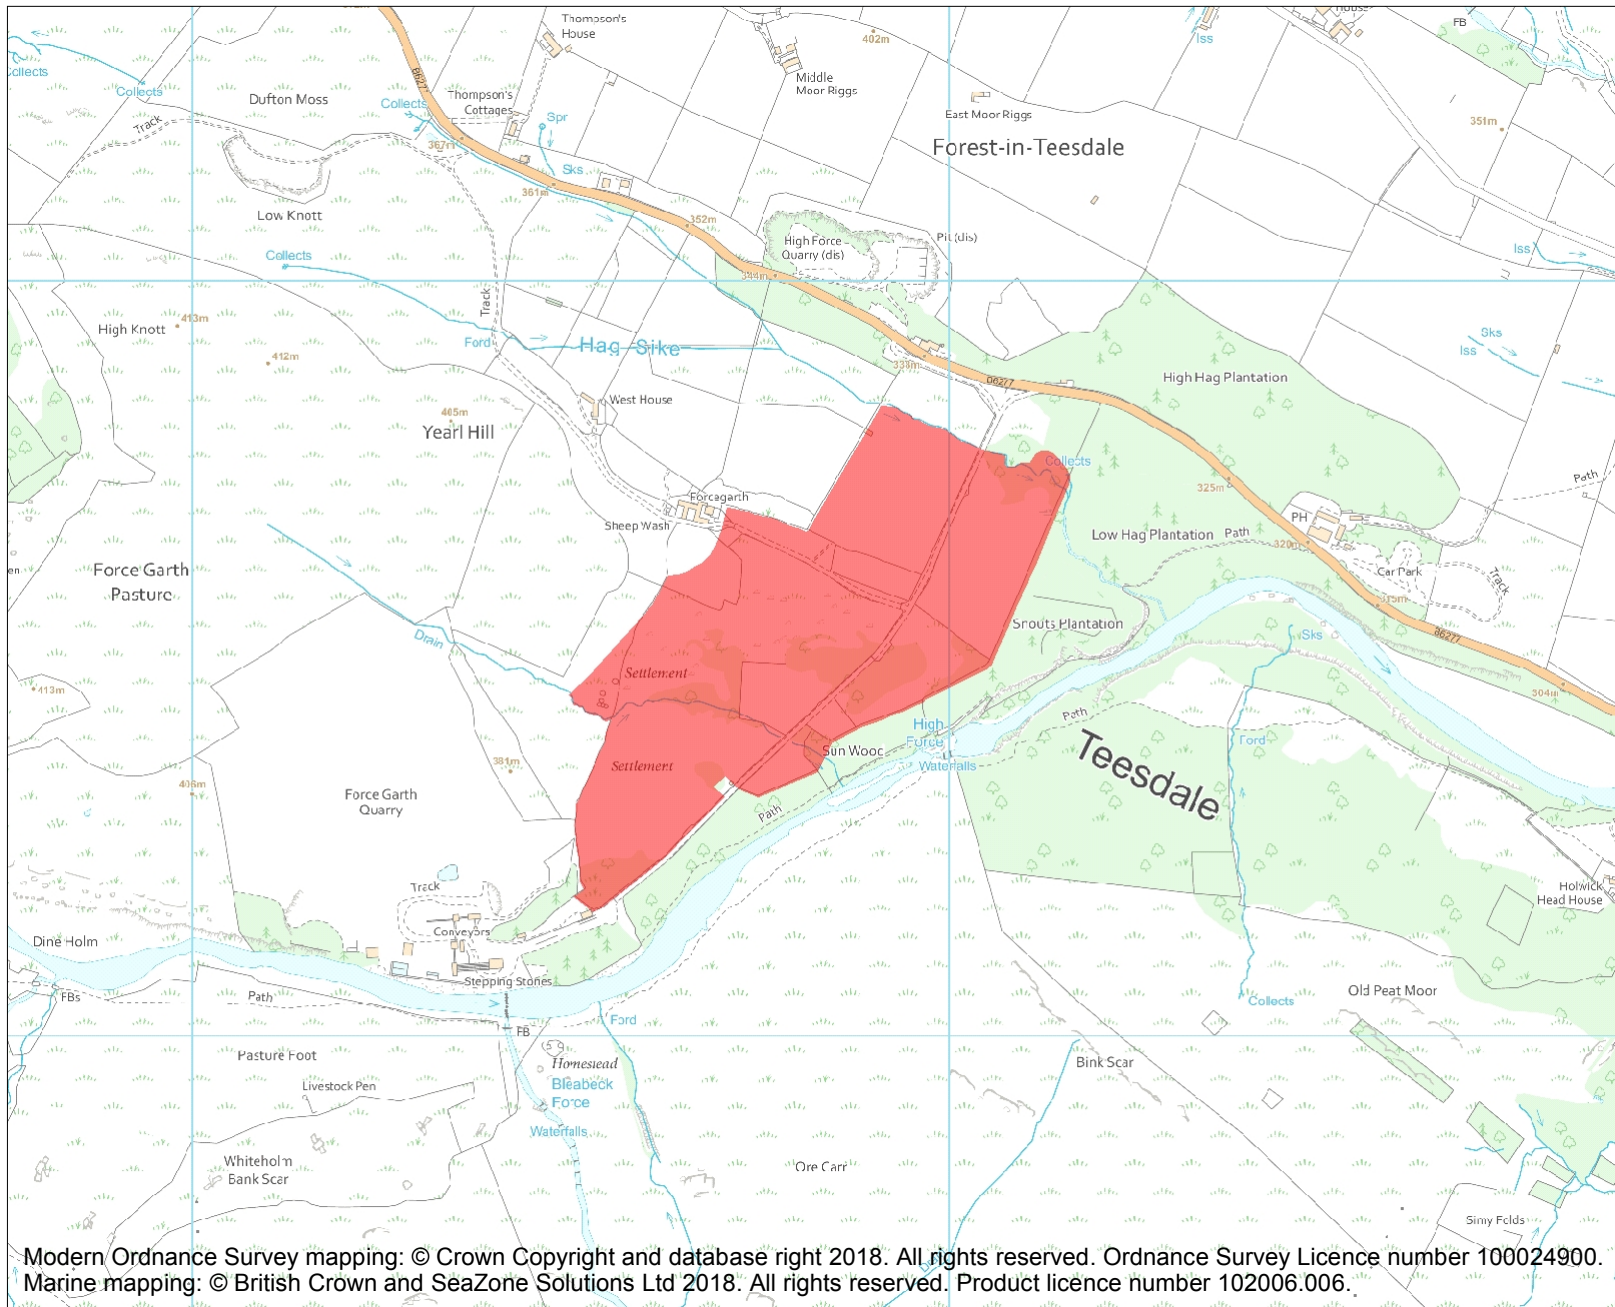 Thompson's
House
402m
Middle
Moor Riggs
Iss
House
FB
Collects
Collects
Dufton Moss
Collects
Thompson's
Cottages
B6277
Spr
East Moor Riggs
351m
Track
367m
Forest-in-Teesdale
Sks
361m
Low Knott
352m
High Force
Quarry (dis)
Pit (dis)
Collects
Iss
344m
Track
High Knott
413m
Ford
Hag Sike
Sks
Iss
412m
338m
B6277
High Hag Plantation
West House
465m
Yearl Hill
Collects
Path
325m
Forcegarth
Sheep Wash
PH
Low Hag Plantation
Path
320m
Force Garth
Pasture
Car Park
Track
315m
Drain
Snouts Plantation
Sks
B6277
Settlement
413m
304m
Path
High
Force
Waterfalls
Sun Wood
Ford
Teesdale
Settlement
381m
406m
Force Garth
Quarry
Path
Track
Holwick
Head House
Conveyors
Dine Holm
Stepping Stones
FBs
Path
Old Peat Moor
Collects
Ford
FB
Pasture Foot
Homestead
Bink Scar
Livestock Pen
Bleabeck
Force
Waterfalls
Whiteholm
Bank Scar
Ore Carr
Simy Folds
Modern Ordnance Survey mapping: © Crown Copyright and database right 2018. All rights reserved. Ordnance Survey Licence number 100024900.
Marine mapping: © British Crown and SeaZone Solutions Ltd 2018. All rights reserved. Product licence number 102006.006.